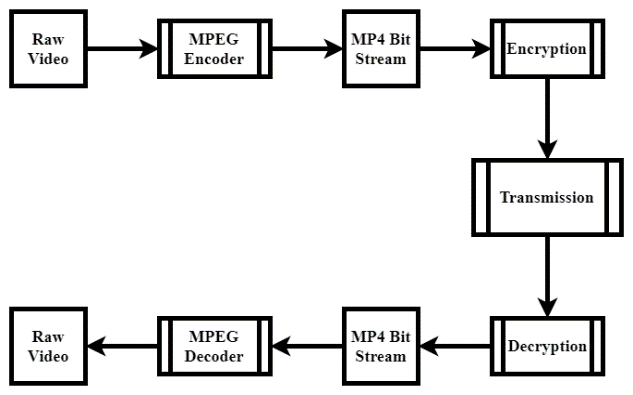 Raw
Video
MPEG
Encoder
MP4 Bit
Stream
Encryption
Transmission
Decryption
MP4 Bit
Stream
MPEG
Decoder
Raw
Video